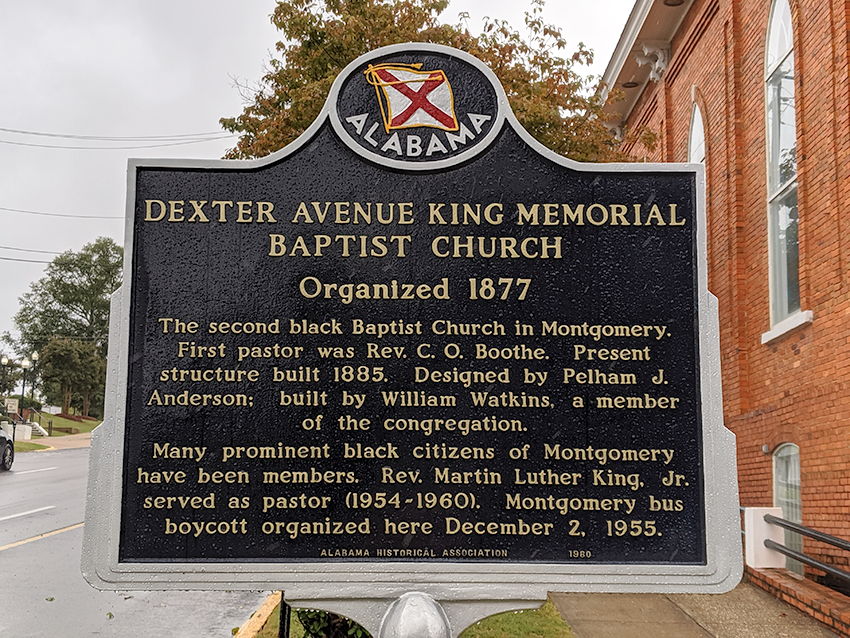 ALABAMA
DEXTER AVENUE KING MEMORIAL
BAPTIST CHURCH
Organized 1877
The second black Baptist Church in Montgomery.
First pastor was Rev. C. O. Boothe. Present
structure built 1885. Designed by Pelham J.
Anderson; built by William Watkins, a member
of the congregation.
Many prominent black citizens of Montgomery
have been members. Rev. Martin Luther King, Jr.
served as pastor (1954-1960). Montgomery bus
boycott organized here December 2, 1955.
ALABAMA HISTORICAL ASSOCIATION 1980